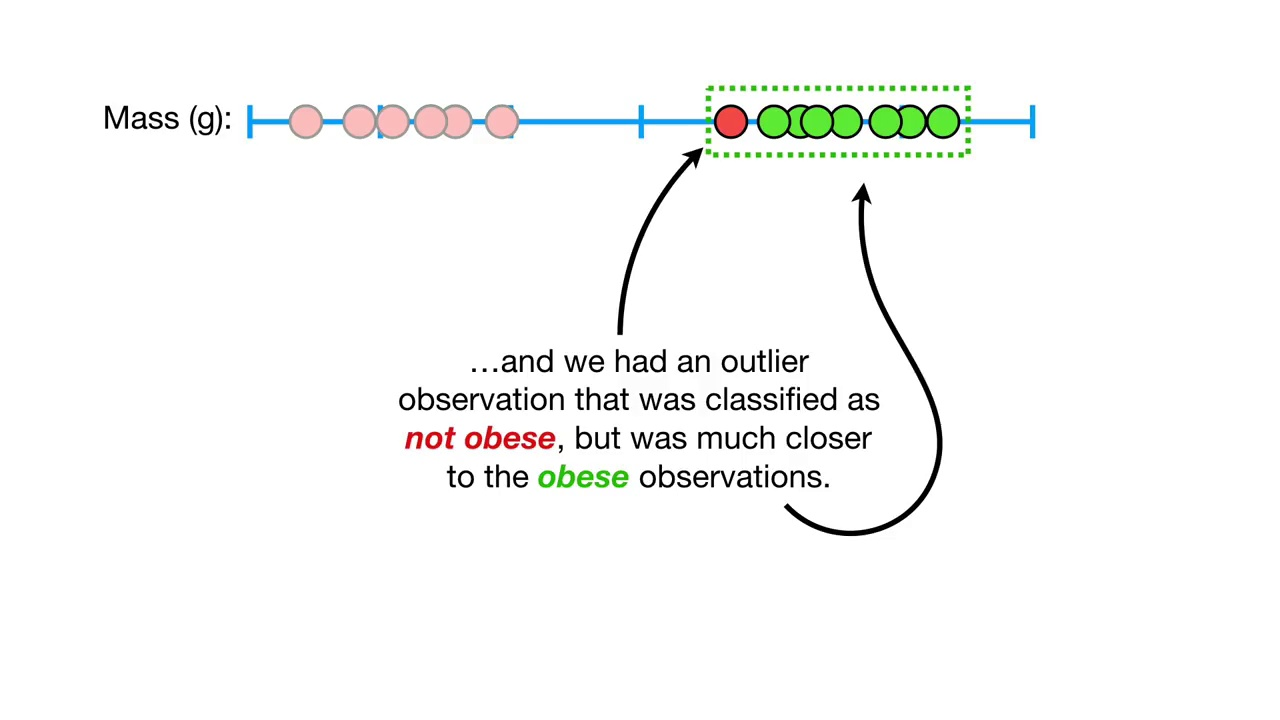 Mass (g):
…and we had an outlier
observation that was classified as
not obese, but was much closer
to the obese observations.